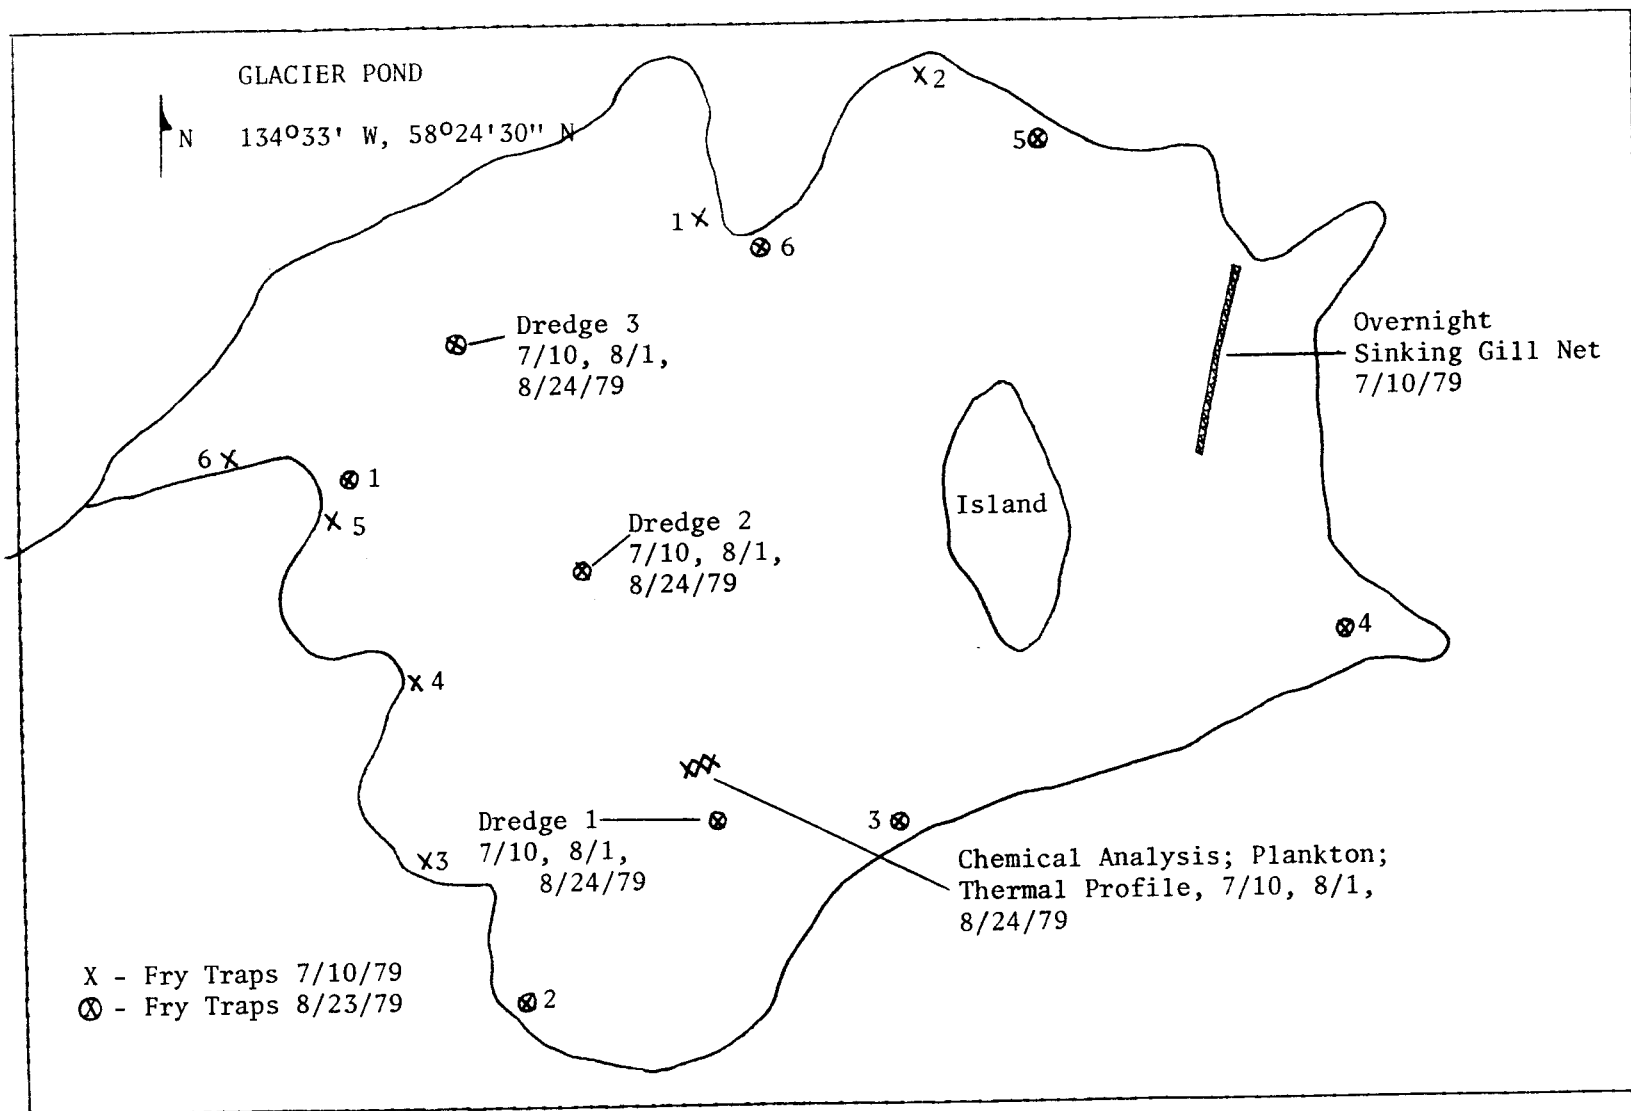 GLACIER POND
N 134°33' W, 58°24'30" N
X 2
5 ⊗
1 X
⊗ 6
Dredge 3
7/10, 8/1,
8/24/79
Overnight
Sinking Gill Net
7/10/79
6 X
⊗ 1
X 5
Island
Dredge 2
7/10, 8/1,
8/24/79
⊗ 4
X 4
XXX
Dredge 1
7/10, 8/1,
8/24/79
3 ⊗
X 3
Chemical Analysis; Plankton;
Thermal Profile, 7/10, 8/1,
8/24/79
X - Fry Traps 7/10/79
⊗ - Fry Traps 8/23/79
⊗ 2